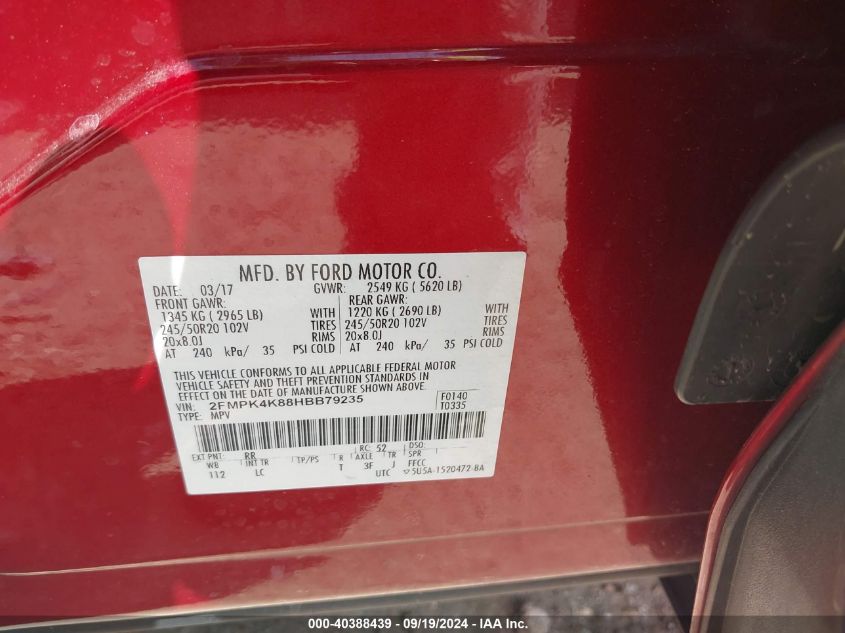 MFD. BY FORD MOTOR CO.
DATE: 03/17 GVWR: 2549 KG ( 5620 LB)
FRONT GAWR: REAR GAWR:
1345 KG ( 2965 LB) WITH 1220 KG ( 2690 LB) WITH
245/50R20 102V TIRES 245/50R20 102V TIRES
20x8.0J RIMS 20x8.0J RIMS
AT 240 kPa/ 35 PSI COLD AT 240 kPa/ 35 PSI COLD
THIS VEHICLE CONFORMS TO ALL APPLICABLE FEDERAL MOTOR
VEHICLE SAFETY AND THEFT PREVENTION STANDARDS IN
EFFECT ON THE DATE OF MANUFACTURE SHOWN ABOVE.
VIN: 2FMPK4K88HBB79235 F0140
TYPE: MPV T0335
EXT PNT: RR RC: 52 DSO:
WB INT TR TP/PS R AXLE TR SPR
112 LC T 3F J FFCC
UTC 5U5A-1520472-BA
000-40388439 - 09/19/2024 - © IAA Inc.